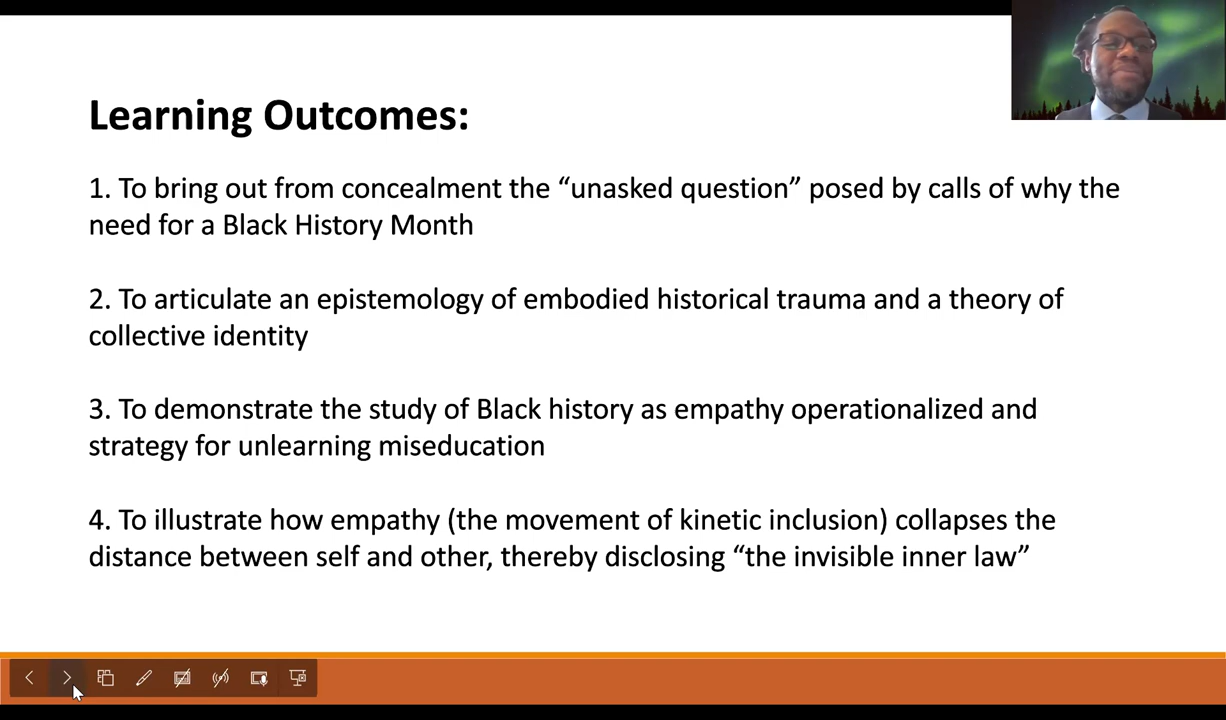 Learning Outcomes:
1. To bring out from concealment the “unasked question” posed by calls of why the
need for a Black History Month
2. To articulate an epistemology of embodied historical trauma and a theory of
collective identity
3. To demonstrate the study of Black history as empathy operationalized and
strategy for unlearning miseducation
4. To illustrate how empathy (the movement of kinetic inclusion) collapses the
distance between self and other, thereby disclosing “the invisible inner law”